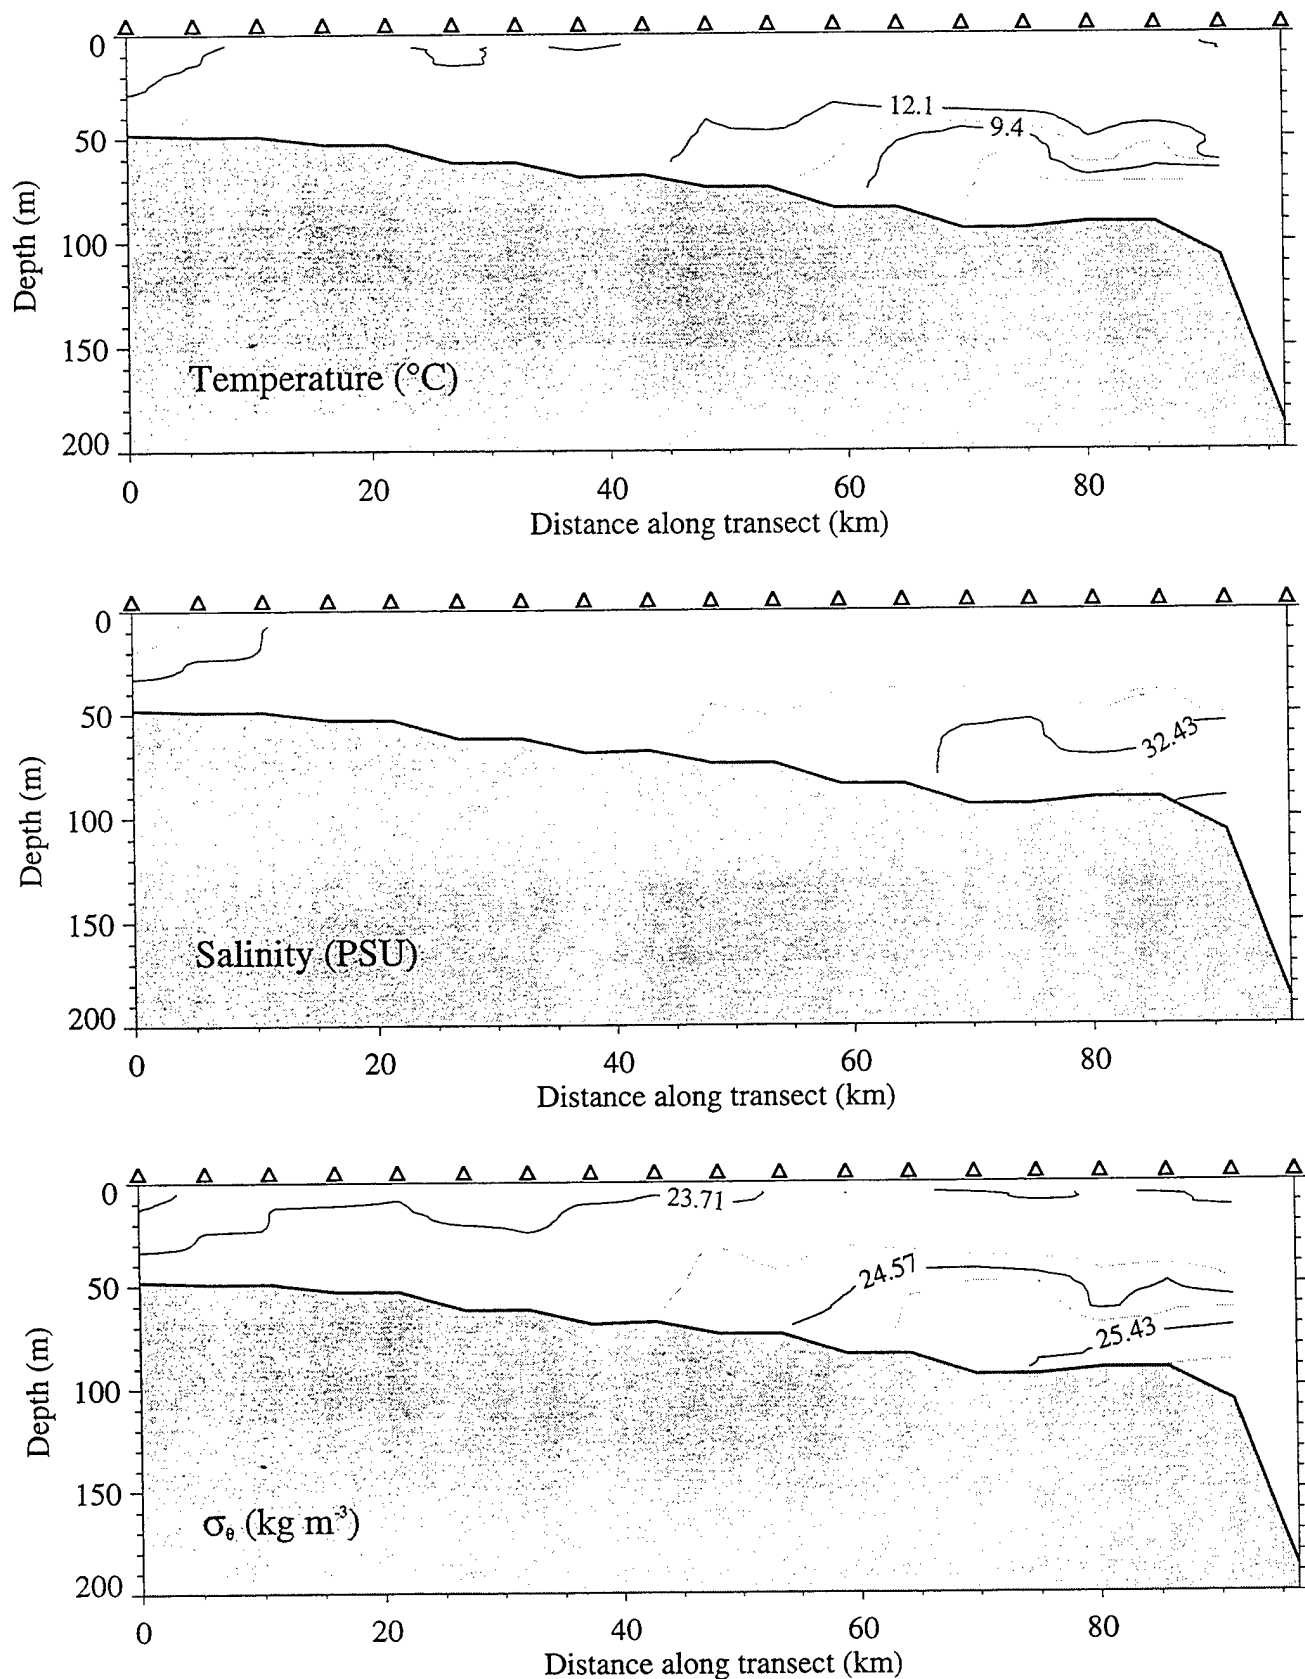 0
50
100
150
200
Depth (m)
12.1
9.4
Temperature (°C)
0 20 40 60 80
Distance along transect (km)
0
50
100
150
200
Depth (m)
32.43
Salinity (PSU)
0 20 40 60 80
Distance along transect (km)
0
50
100
150
200
Depth (m)
23.71
24.57
25.43
σθ (kg m-3)
0 20 40 60 80
Distance along transect (km)